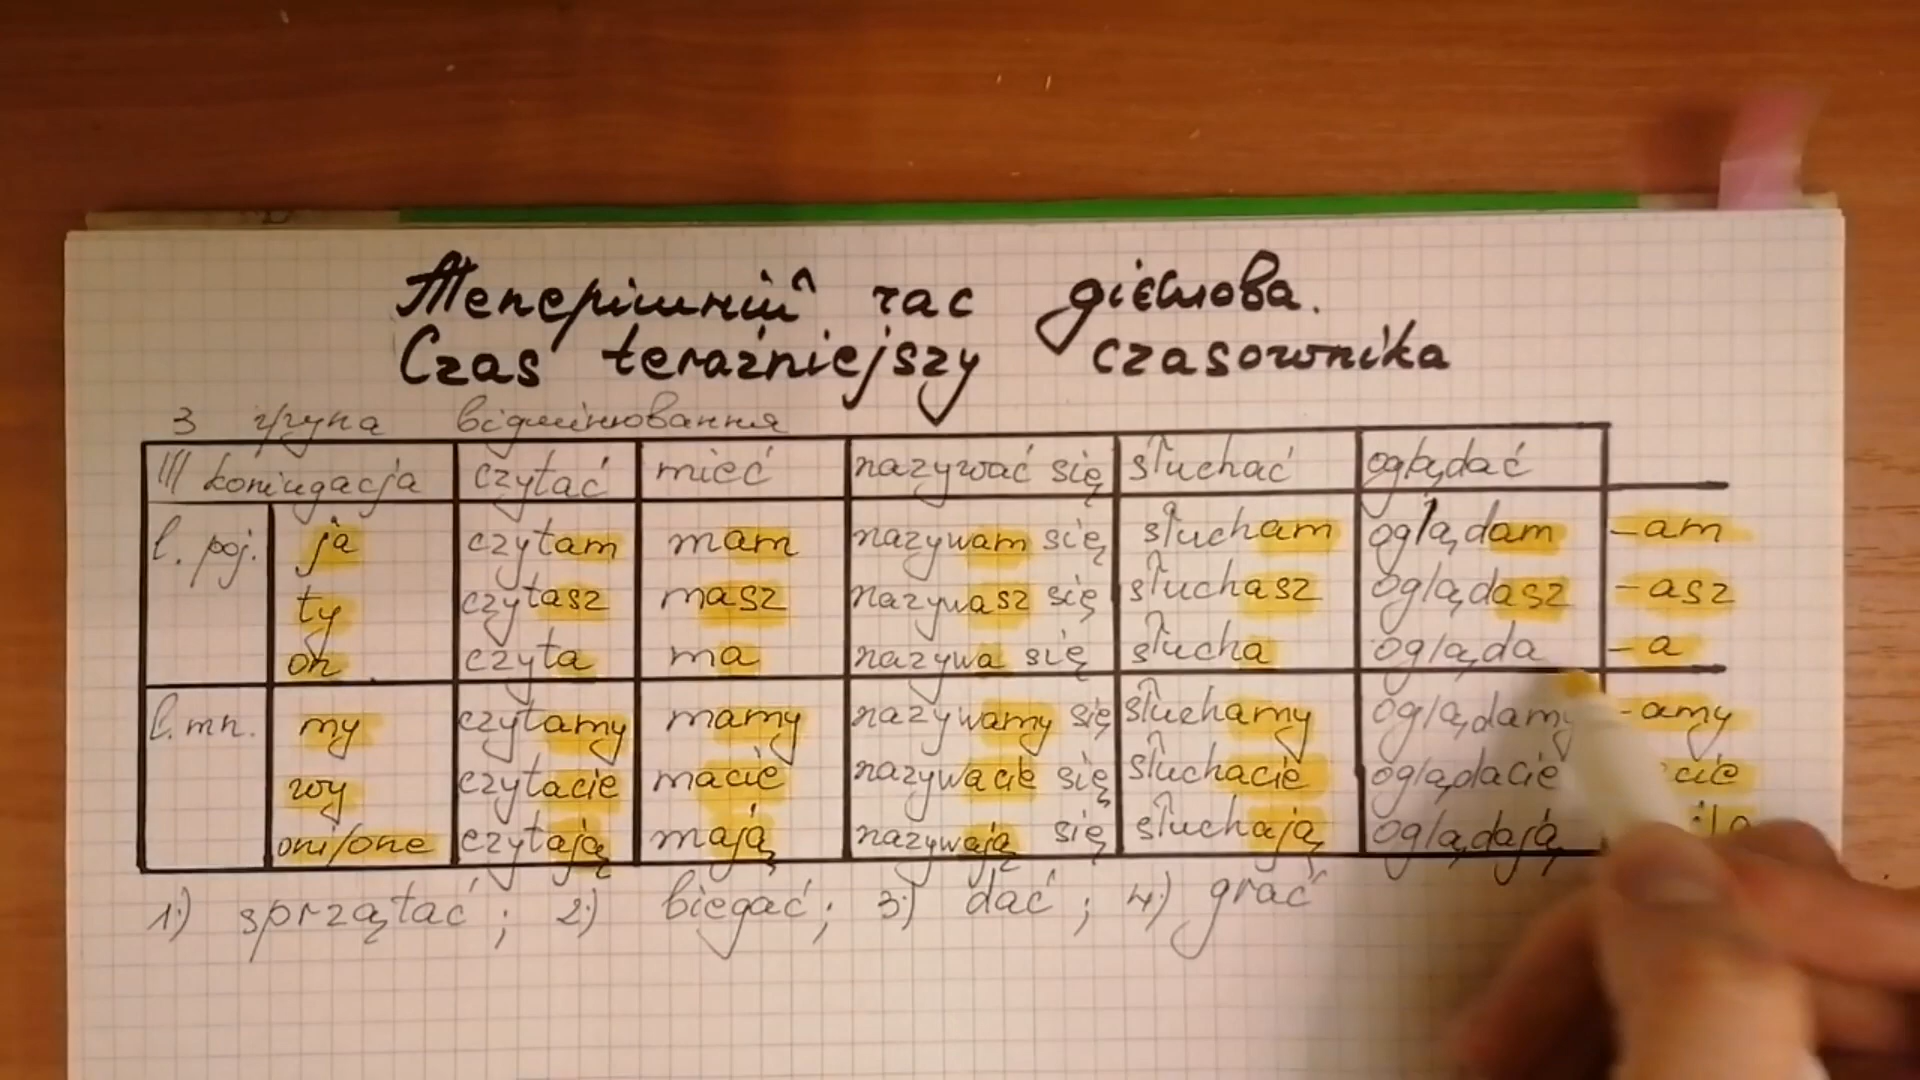 Теперішній час дієслова.
Czas teraźniejszy czasownika
3 група відмінювання
III koniugacja czytać mieć nazywać się słuchać oglądać
l. poj. ja czytam mam nazywam się słucham oglądam -am
ty czytasz masz nazywasz się słuchasz oglądasz -asz
on czyta ma nazywa się słucha ogląda -a
l. mn. my czytamy mamy nazywamy się słuchamy oglądamy -amy
wy czytacie macie nazywacie się słuchacie oglądacie
oni/one czytają mają nazywają się słuchają oglądają
1) sprzątać; 2) biegać; 3) dać; 4) grać